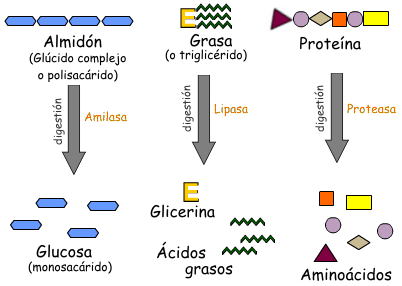 Almidón
(Glúcido complejo
o polisacárido)
digestión
Amilasa
Glucosa
(monosacárido)
Grasa
(o triglicérido)
digestión
Lipasa
Glicerina
Ácidos
grasos
Proteína
digestión
Proteasa
Aminoácidos